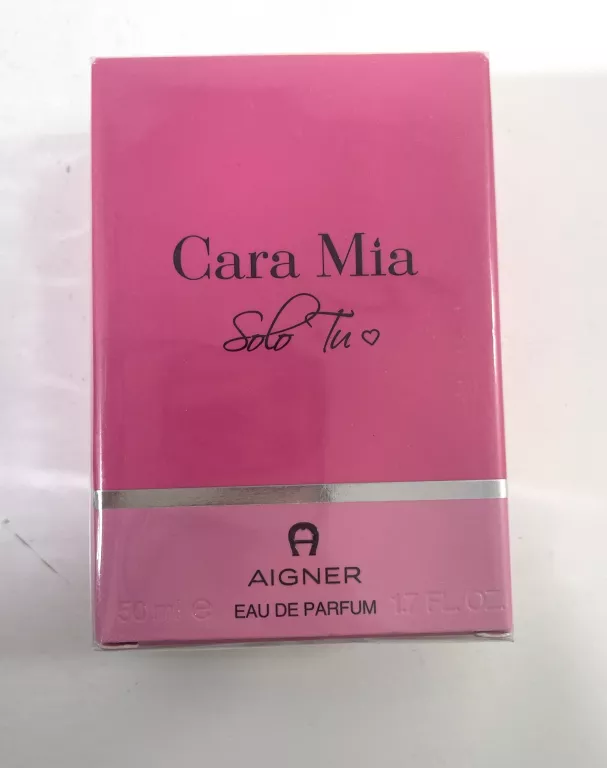 Cara Mia
Solo Tu
AIGNER
50 ml ℮ EAU DE PARFUM 1.7 FL. OZ.